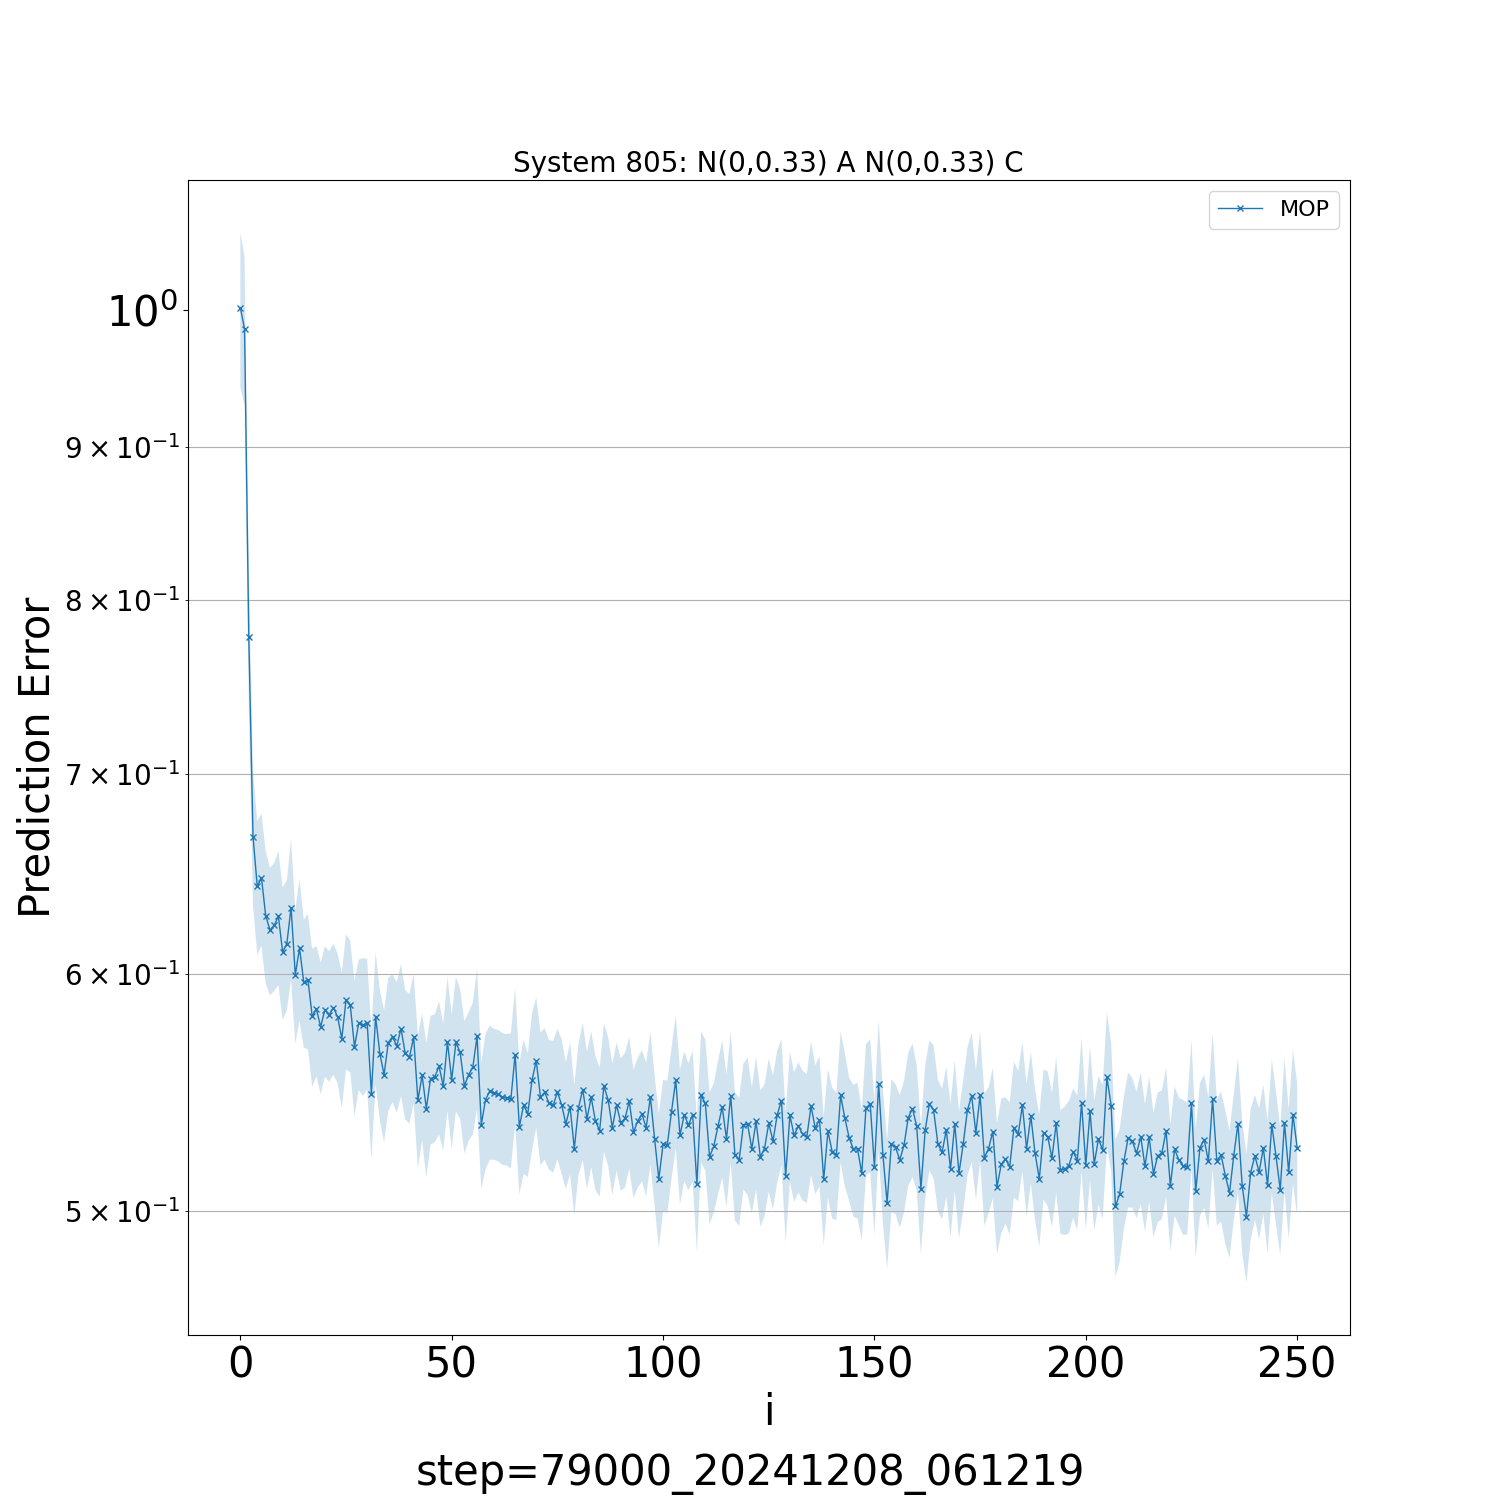 System 805: N(0,0.33) A N(0,0.33) C
MOP
Prediction Error
10⁰
9 × 10⁻¹
8 × 10⁻¹
7 × 10⁻¹
6 × 10⁻¹
5 × 10⁻¹
0 50 100 150 200 250
i
step=79000_20241208_061219